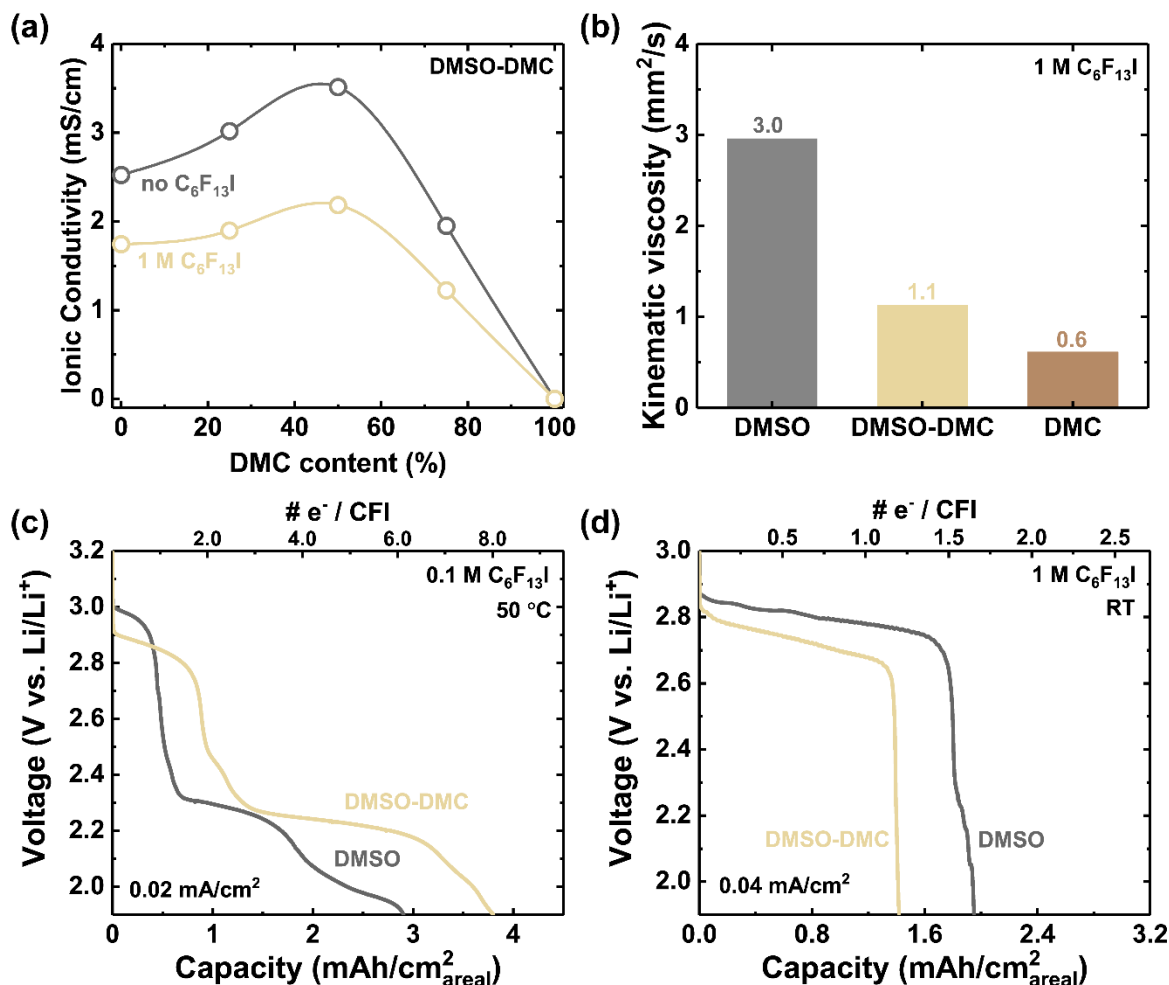 (a)
4
3
2
1
0
Ionic Condutivity (mS/cm)
DMSO-DMC
no C₆F₁₃I
1 M C₆F₁₃I
0 20 40 60 80 100
DMC content (%)
(b)
4
3
2
1
0
Kinematic viscosity (mm²/s)
1 M C₆F₁₃I
3.0
1.1
0.6
DMSO DMSO-DMC DMC
(c)
# e⁻ / CFI
2.0 4.0 6.0 8.0
3.2
3.0
2.8
2.6
2.4
2.2
2.0
Voltage (V vs. Li/Li⁺)
0.1 M C₆F₁₃I
50 °C
DMSO-DMC
DMSO
0.02 mA/cm²
0 1 2 3 4
Capacity (mAh/cm²areal)
(d)
# e⁻ / CFI
0.5 1.0 1.5 2.0 2.5
3.0
2.8
2.6
2.4
2.2
2.0
Voltage (V vs. Li/Li⁺)
1 M C₆F₁₃I
RT
DMSO-DMC
DMSO
0.04 mA/cm²
0.0 0.8 1.6 2.4 3.2
Capacity (mAh/cm²areal)